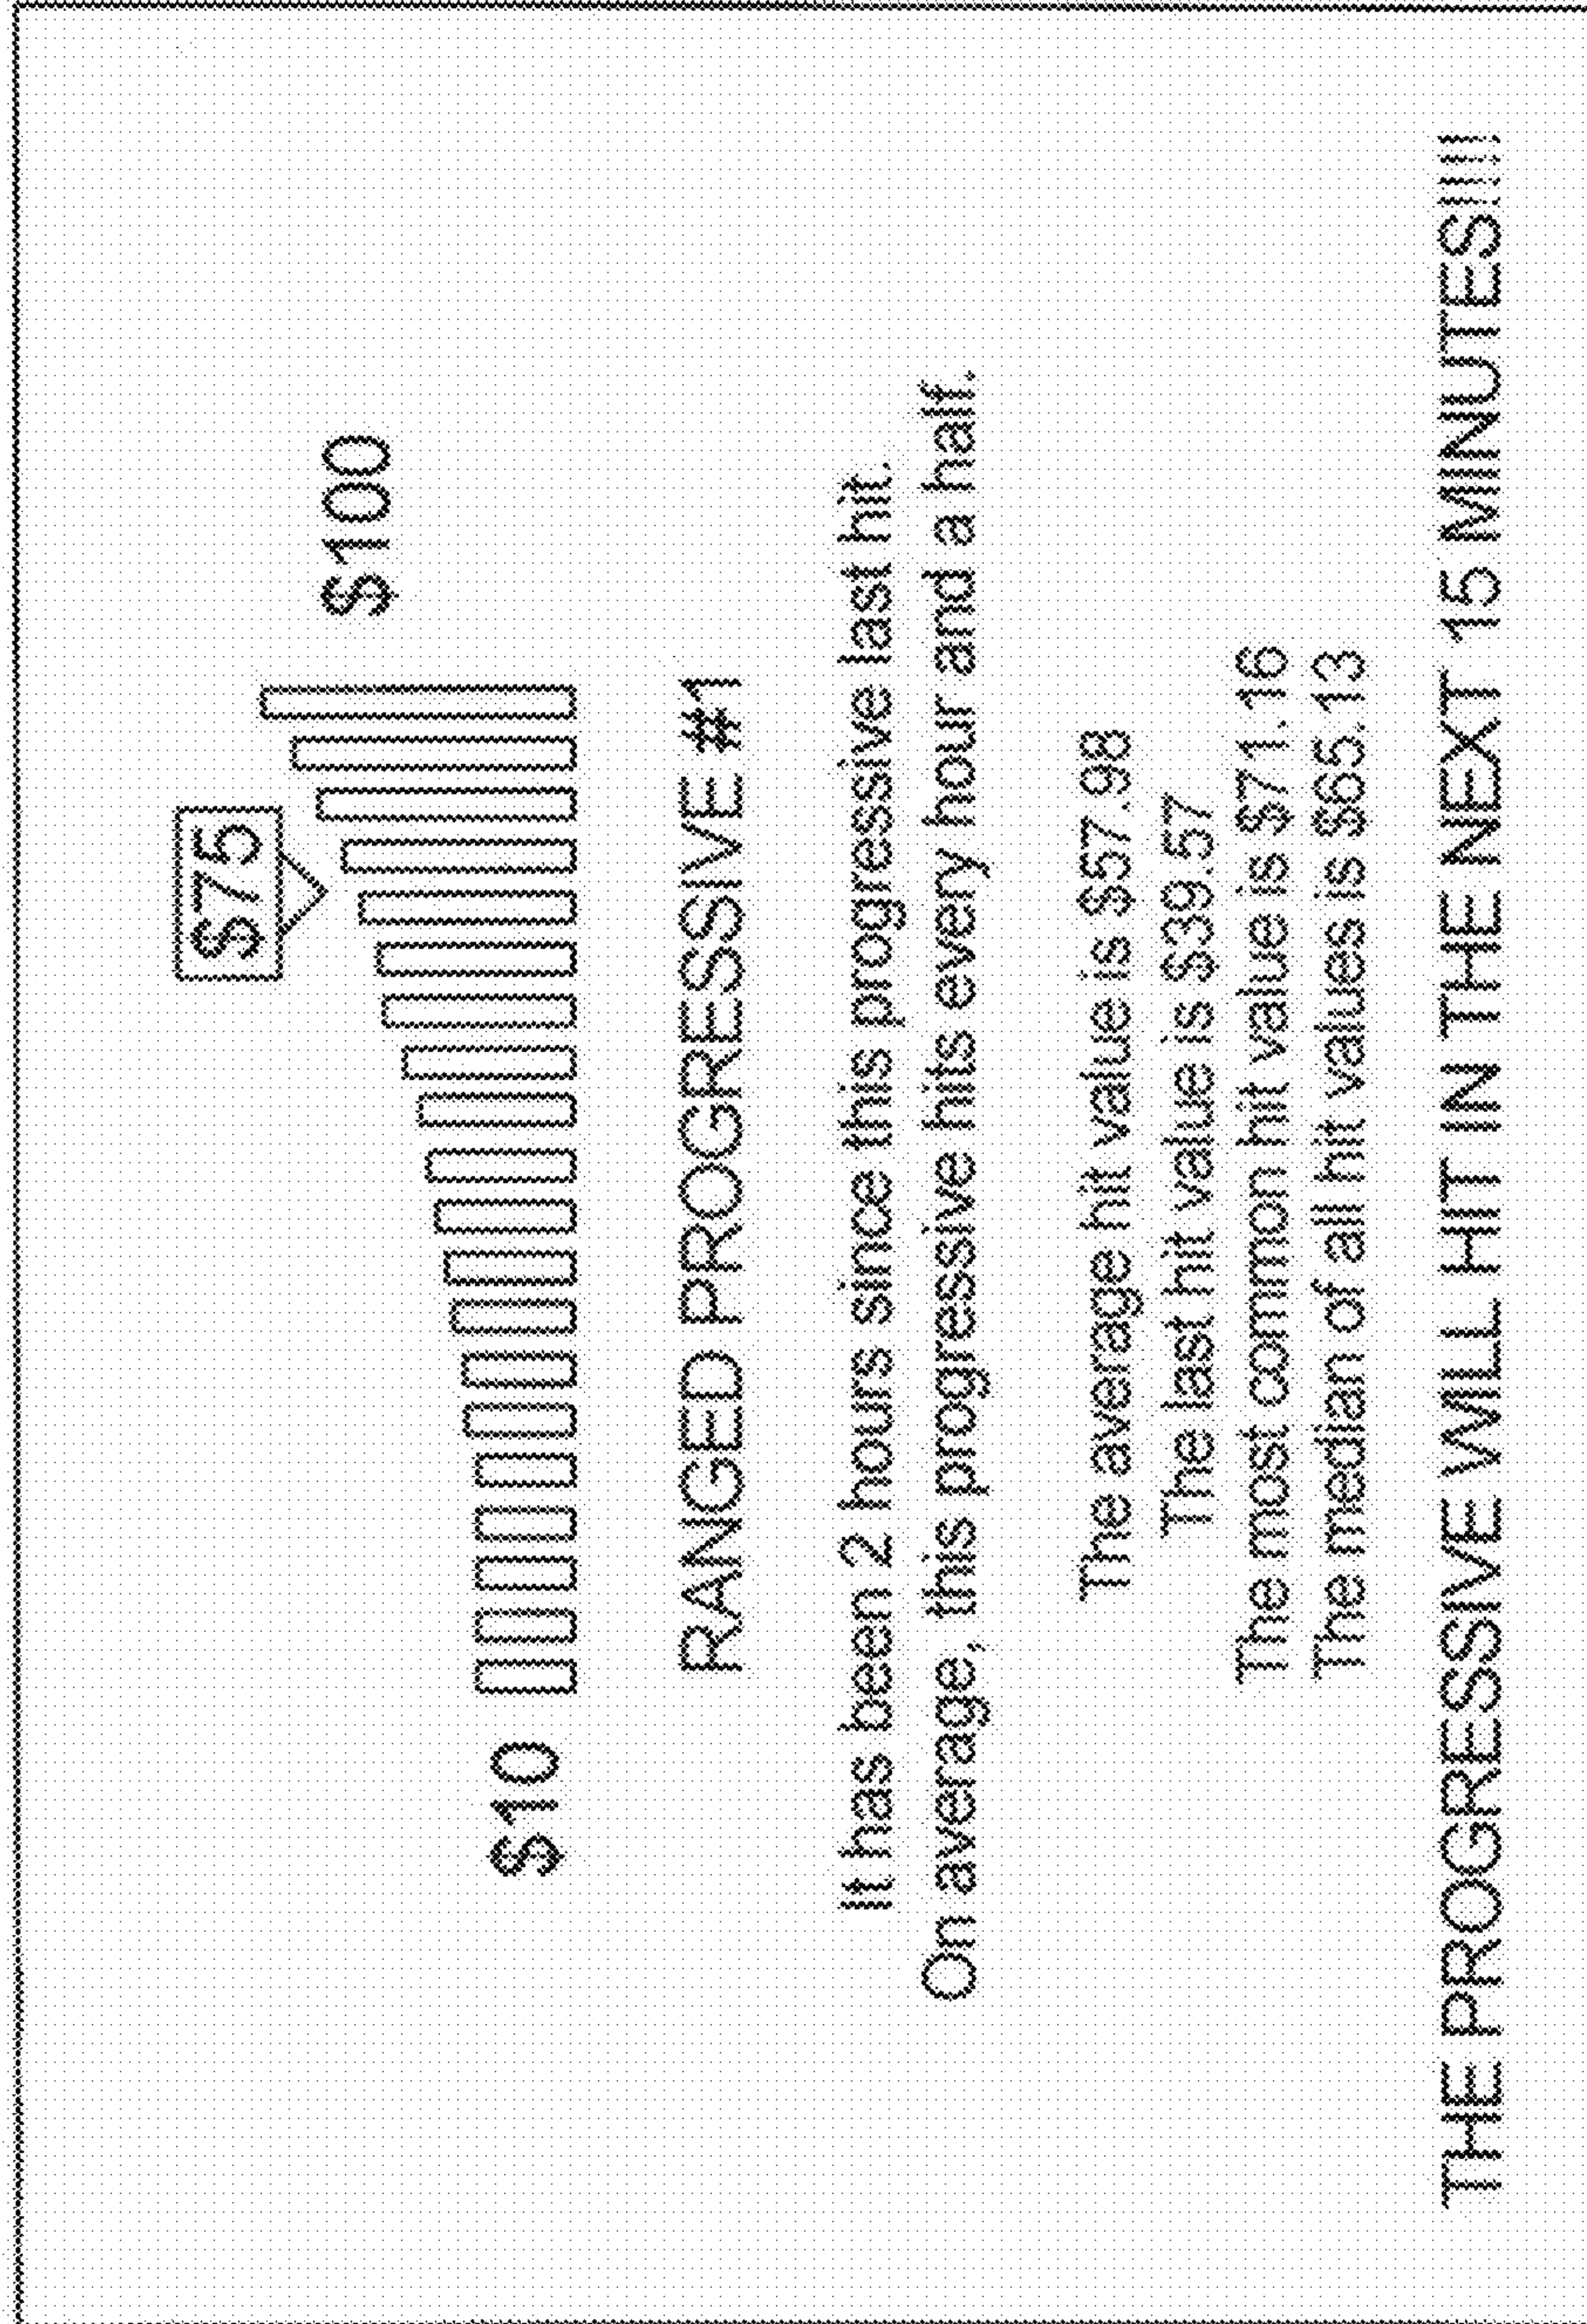 $75
$100
$10
RANGED PROGRESSIVE #1
It has been 2 hours since this progressive last hit.
On average, this progressive hits every hour and a half.
The average hit value is $57.98
The last hit value is $39.57
The most common hit value is $71.16
The median of all hit values is $65.13
THE PROGRESSIVE WILL HIT IN THE NEXT 15 MINUTES!!!!!